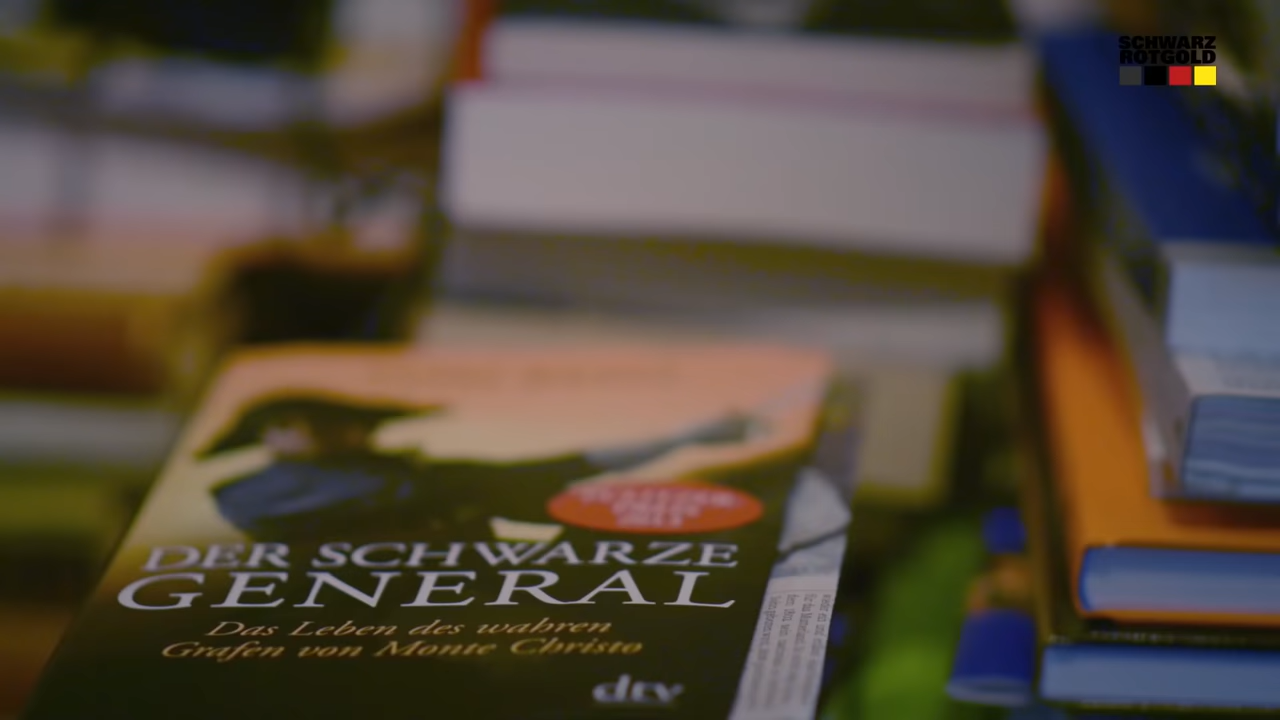 SCHWARZ
ROTGOLD
DER SCHWARZE
GENERAL
Das Leben des wahren
Grafen von Monte Christo
dtv